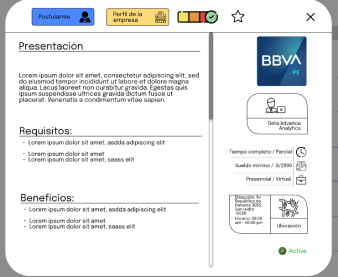 Postularme
Perfil de la
empresa
Presentación
Lorem ipsum dolor sit amet, consectetur adipiscing elit, sed
do eiusmod tempor incididunt ut labore et dolore magna
aliqua. Lacus laoreet non curabitur gravida. Egestas quis
ipsum suspendisse ultrices gravida dictum fusce ut
placerat. Venenatis a condimentum vitae sapien.
Requisitos:
- Lorem ipsum dolor sit amet, asdda adipiscing elit
- Lorem ipsum dolor sit amet
- Lorem ipsum dolor sit amet, saass elit
Beneficios:
- Lorem ipsum dolor sit amet, asdda adipiscing elit
- Lorem ipsum dolor sit amet
- Lorem ipsum dolor sit amet, saass elit
BBVA
PE
Data Advance
Analytics
Tiempo completo / Parcial
Sueldo mínimo / S/2000
Presencial / Virtual
Dirección: Av.
República de
Panamá 3055,
San Isidro
15036
- Horario: 09:00
am - 05:00 pm
Ubicación
Active